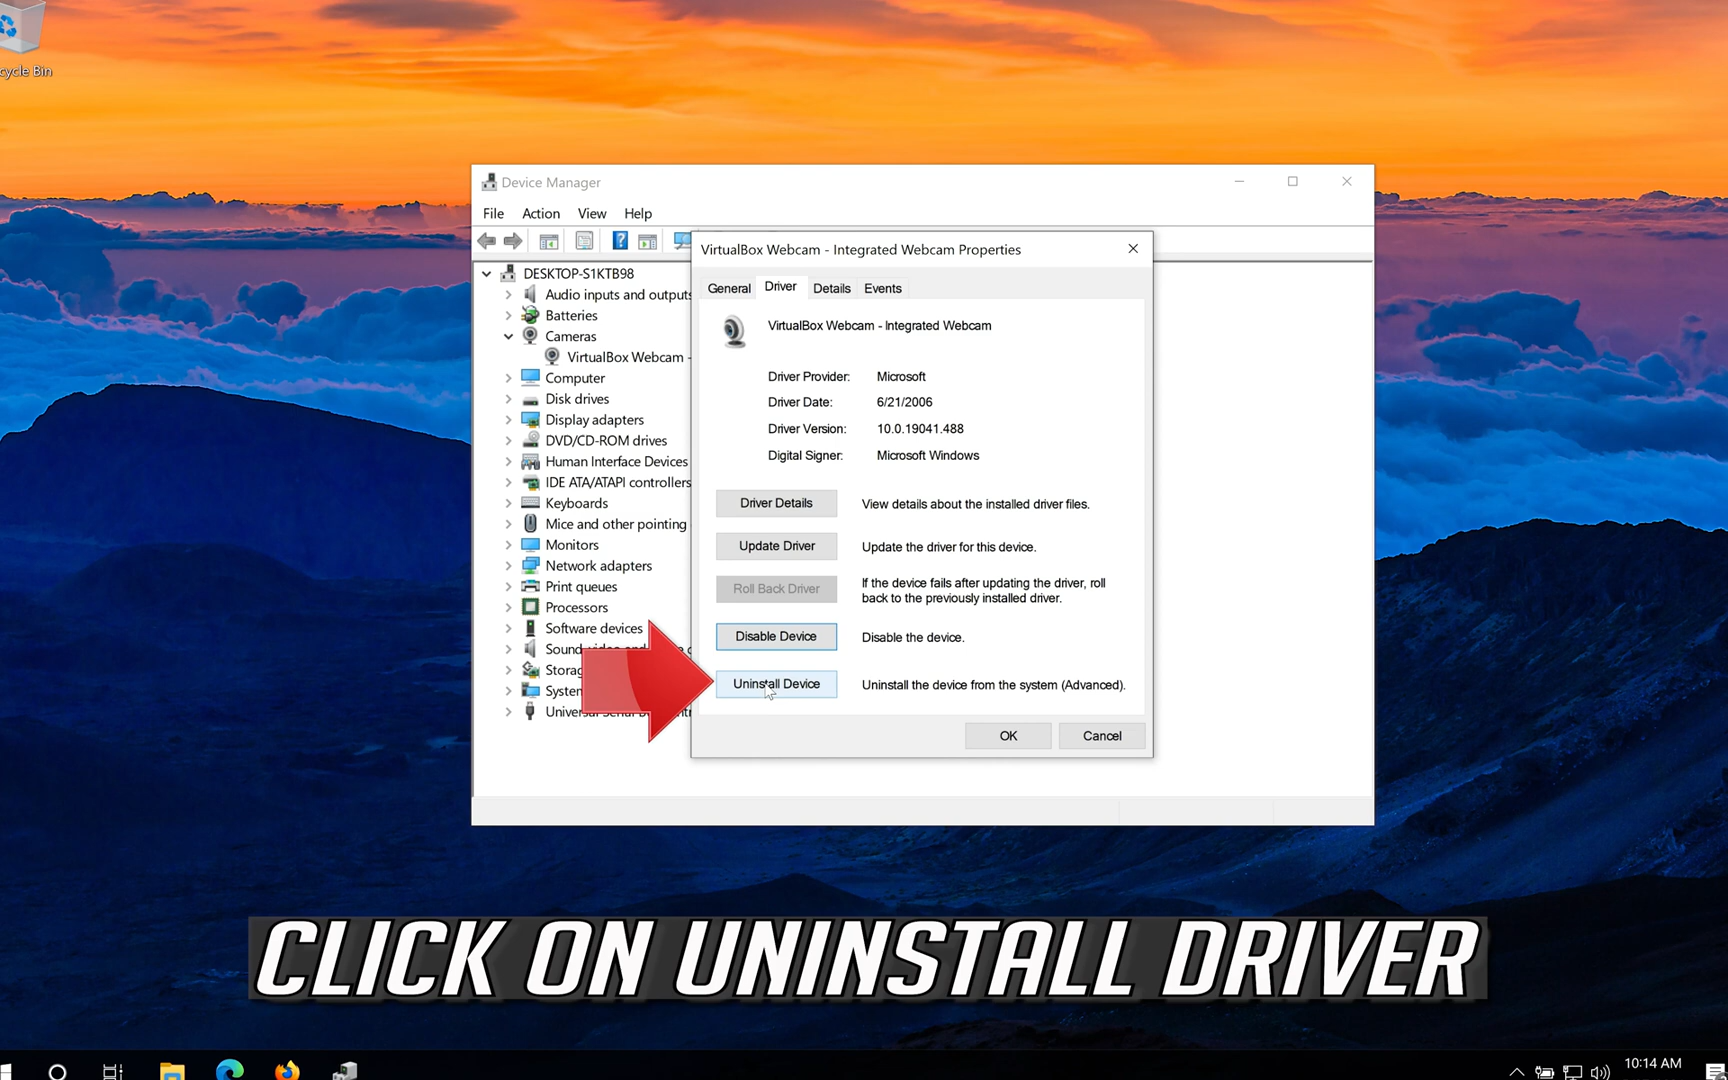 cycle Bin
Device Manager
File Action View Help
DESKTOP-S1KTB98
Audio inputs and outputs
Batteries
Cameras
VirtualBox Webcam -
Computer
Disk drives
Display adapters
DVD/CD-ROM drives
Human Interface Devices
IDE ATA/ATAPI controllers
Keyboards
Mice and other pointing
Monitors
Network adapters
Print queues
Processors
Software devices
Sound,
Storag
System
Universal
VirtualBox Webcam - Integrated Webcam Properties
General Driver Details Events
VirtualBox Webcam - Integrated Webcam
Driver Provider: Microsoft
Driver Date: 6/21/2006
Driver Version: 10.0.19041.488
Digital Signer: Microsoft Windows
Driver Details View details about the installed driver files.
Update Driver Update the driver for this device.
Roll Back Driver If the device fails after updating the driver, roll
back to the previously installed driver.
Disable Device Disable the device.
Uninstall Device Uninstall the device from the system (Advanced).
OK Cancel
CLICK ON UNINSTALL DRIVER
10:14 AM